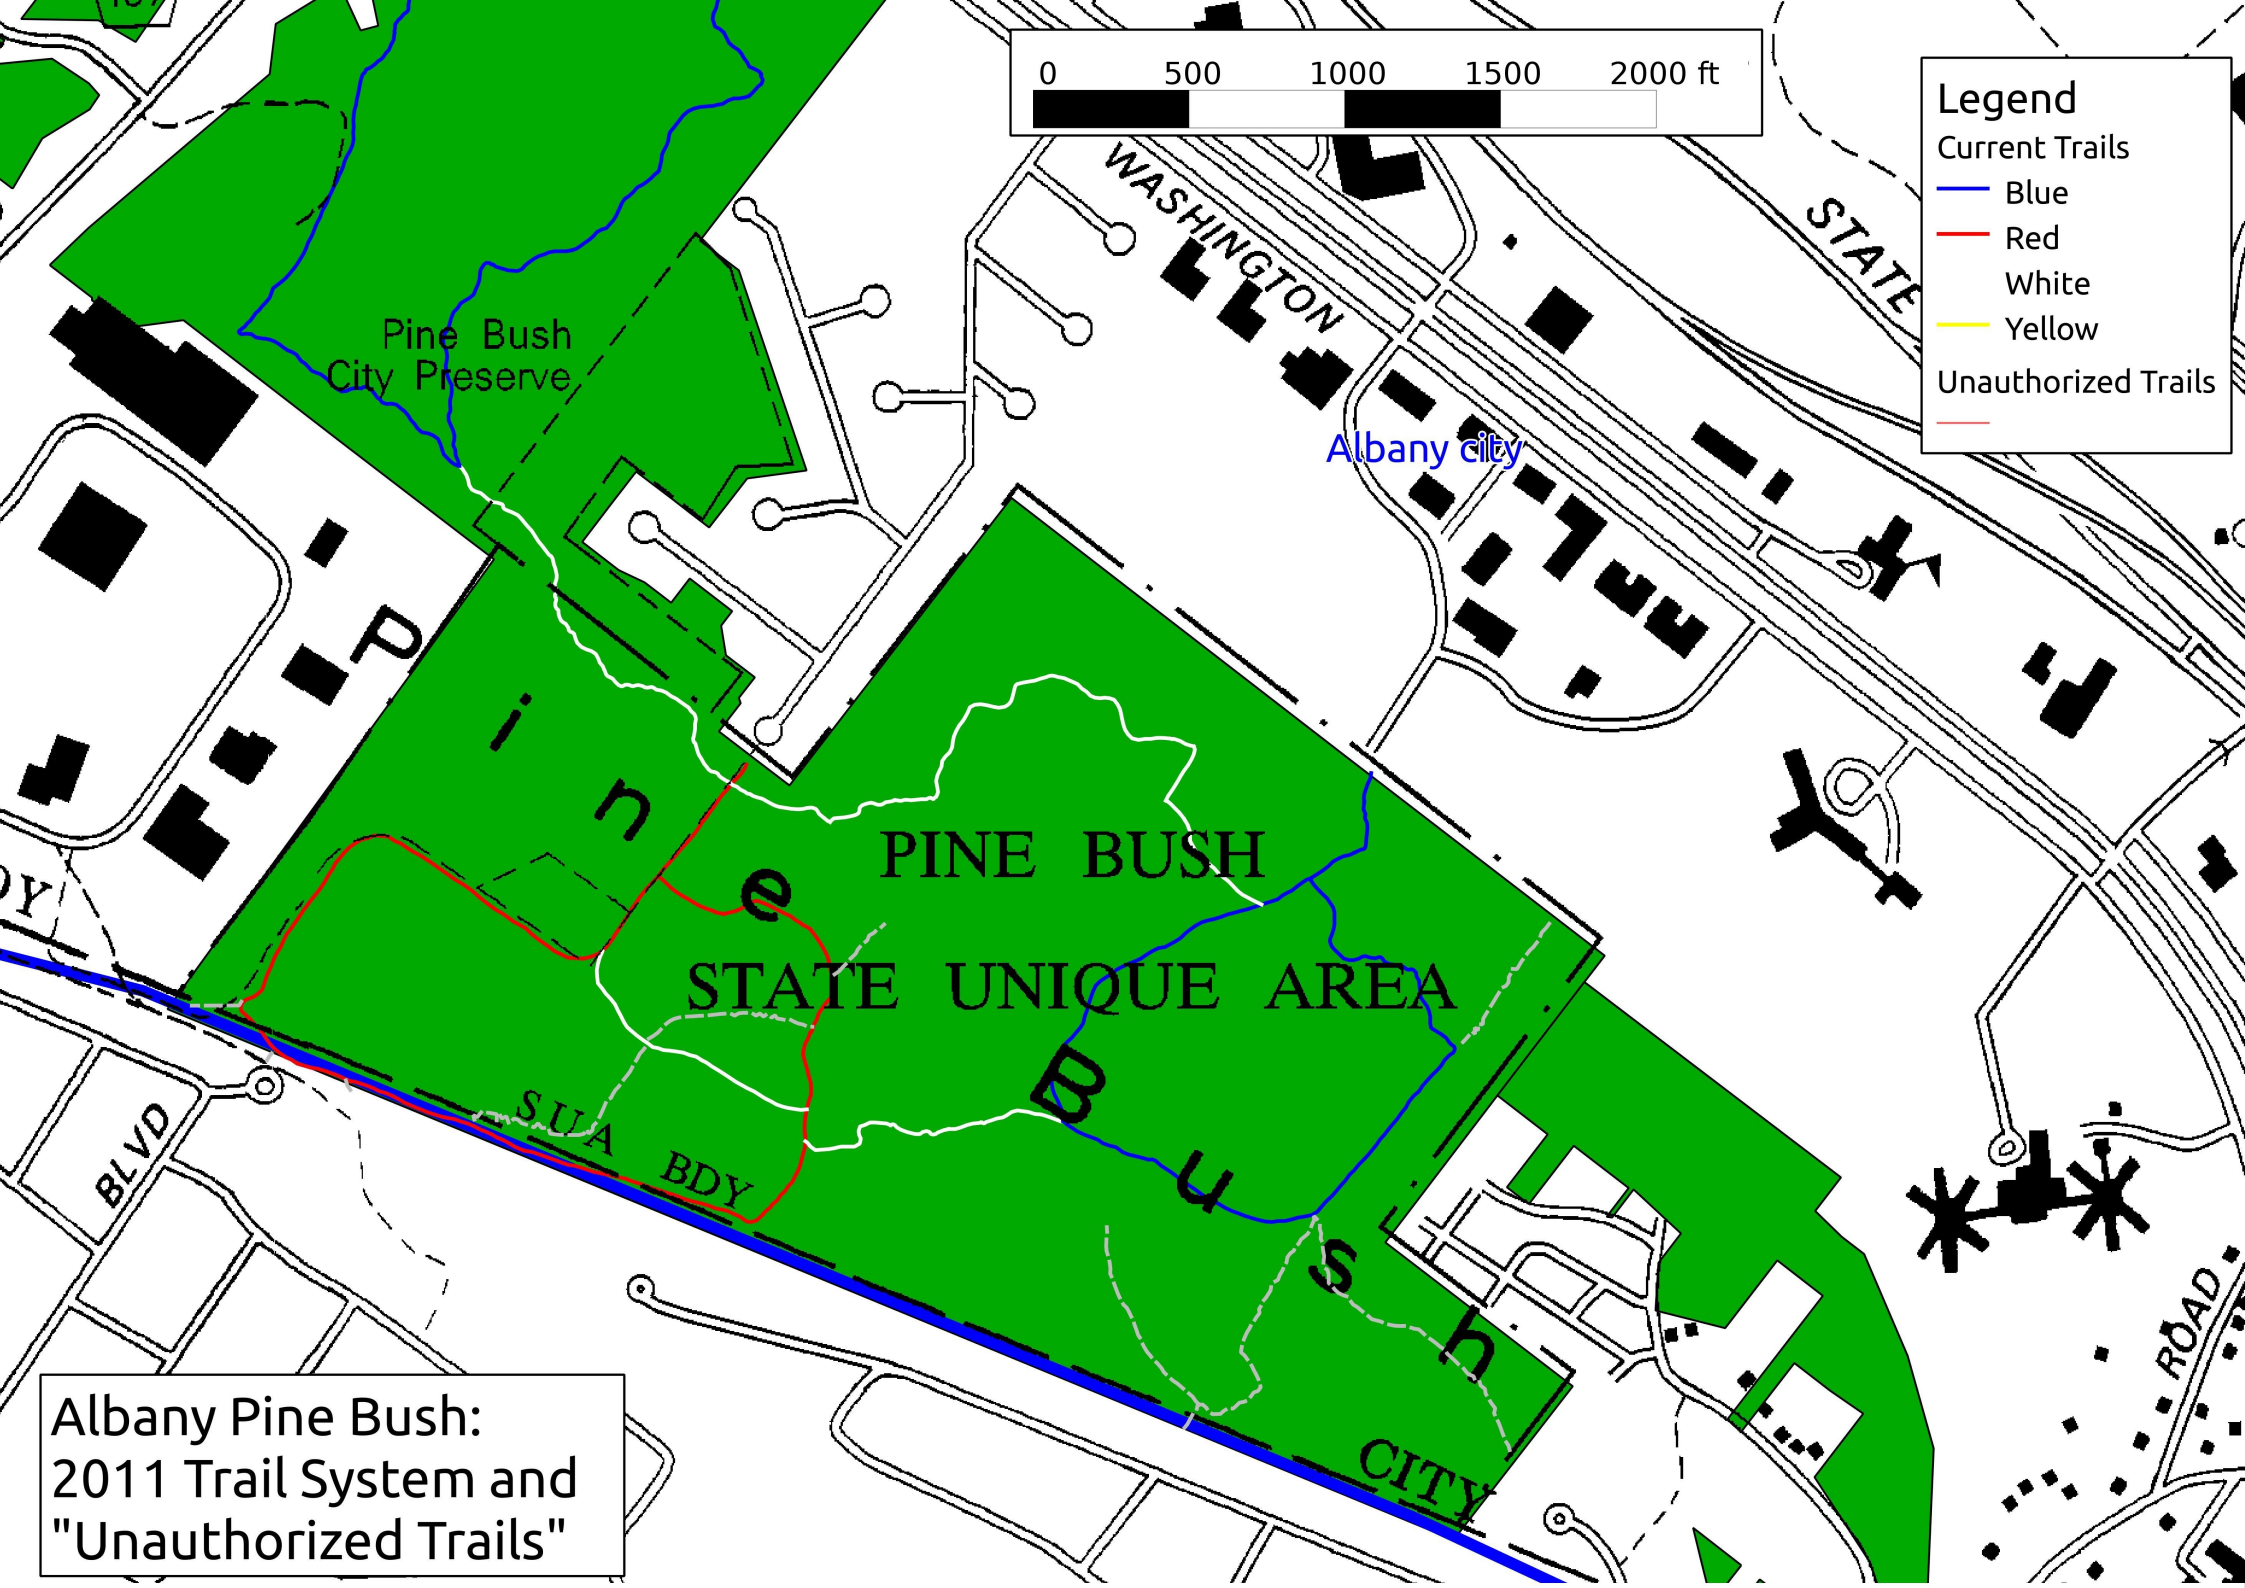 0 500 1000 1500 2000 ft
Legend
Current Trails
Blue
Red
White
Yellow
Unauthorized Trails
WASHINGTON
STATE
Pine Bush
City Preserve
Albany city
Pine Bush
PINE BUSH
STATE UNIQUE AREA
SUA BDY
BLVD
CITY
ROAD
Albany Pine Bush:
2011 Trail System and
"Unauthorized Trails"